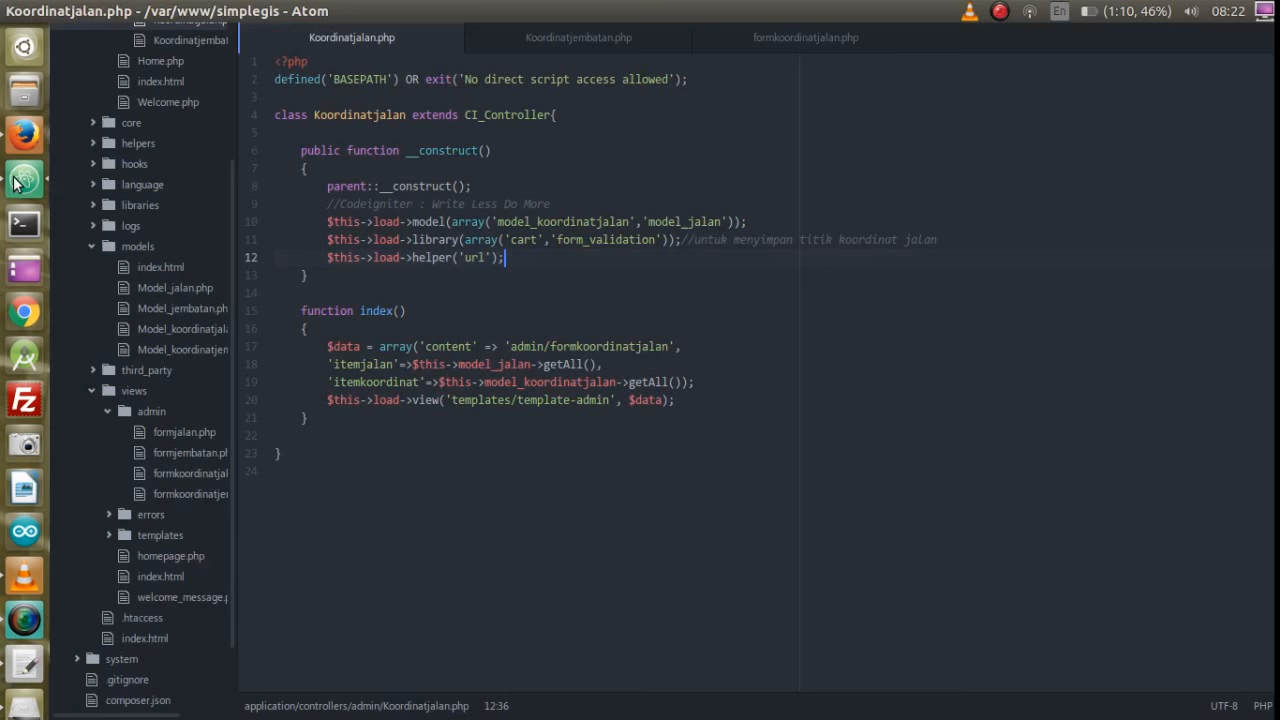 Koordinatjalan.php - /var/www/simplegis - Atom
En
(1:10, 46%)
08:22
Koordinatjembat
Home.php
index.html
Welcome.php
core
helpers
hooks
language
libraries
logs
models
index.html
Model_jalan.php
Model_jembatan.ph
Model_koordinatjala
Model_koordinatjen
third_party
views
admin
formjalan.php
formjembatan.ph
formkoordinatjal
formkoordinatjer
errors
templates
homepage.php
index.html
welcome_message.p
.htaccess
index.html
system
.gitignore
composer.json
Koordinatjalan.php
Koordinatjembatan.php
formkoordinatjalan.php
1 <?php
2 defined('BASEPATH') OR exit('No direct script access allowed');
3
4 class Koordinatjalan extends CI_Controller{
5
6 public function __construct()
7 {
8 parent::__construct();
9 //Codeigniter : Write Less Do More
10 $this->load->model(array('model_koordinatjalan','model_jalan'));
11 $this->load->library(array('cart','form_validation'));//untuk menyimpan titik koordinat jalan
12 $this->load->helper('url');
13 }
14
15 function index()
16 {
17 $data = array('content' => 'admin/formkoordinatjalan',
18 'itemjalan'=>$this->model_jalan->getAll(),
19 'itemkoordinat'=>$this->model_koordinatjalan->getAll());
20 $this->load->view('templates/template-admin', $data);
21 }
22
23 }
24
application/controllers/admin/Koordinatjalan.php
12:36
UTF-8
PHP